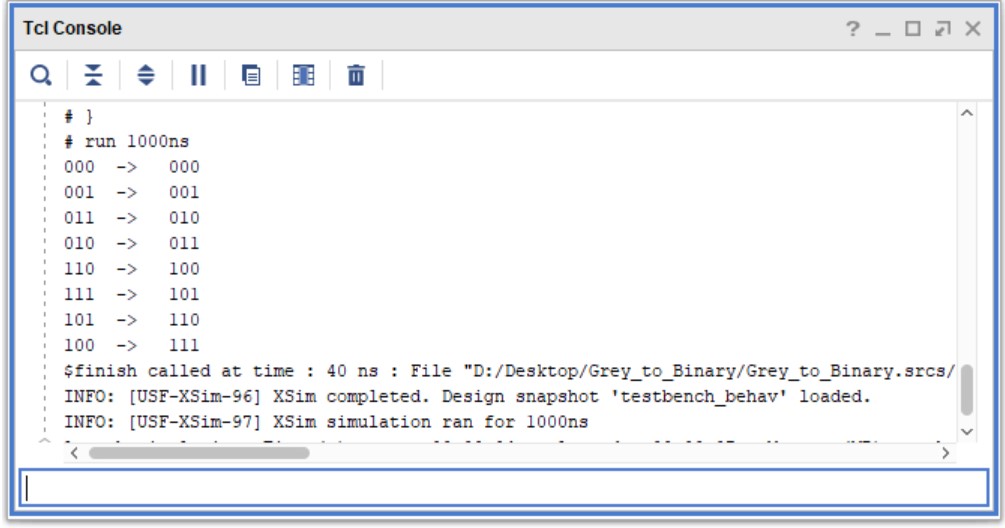 Tcl Console
?
# }
# run 1000ns
000 -> 000
001 -> 001
011 -> 010
010 -> 011
110 -> 100
111 -> 101
101 -> 110
100 -> 111
$finish called at time : 40 ns : File "D:/Desktop/Grey_to_Binary/Grey_to_Binary.srcs/
INFO: [USF-XSim-96] XSim completed. Design snapshot 'testbench_behav' loaded.
INFO: [USF-XSim-97] XSim simulation ran for 1000ns